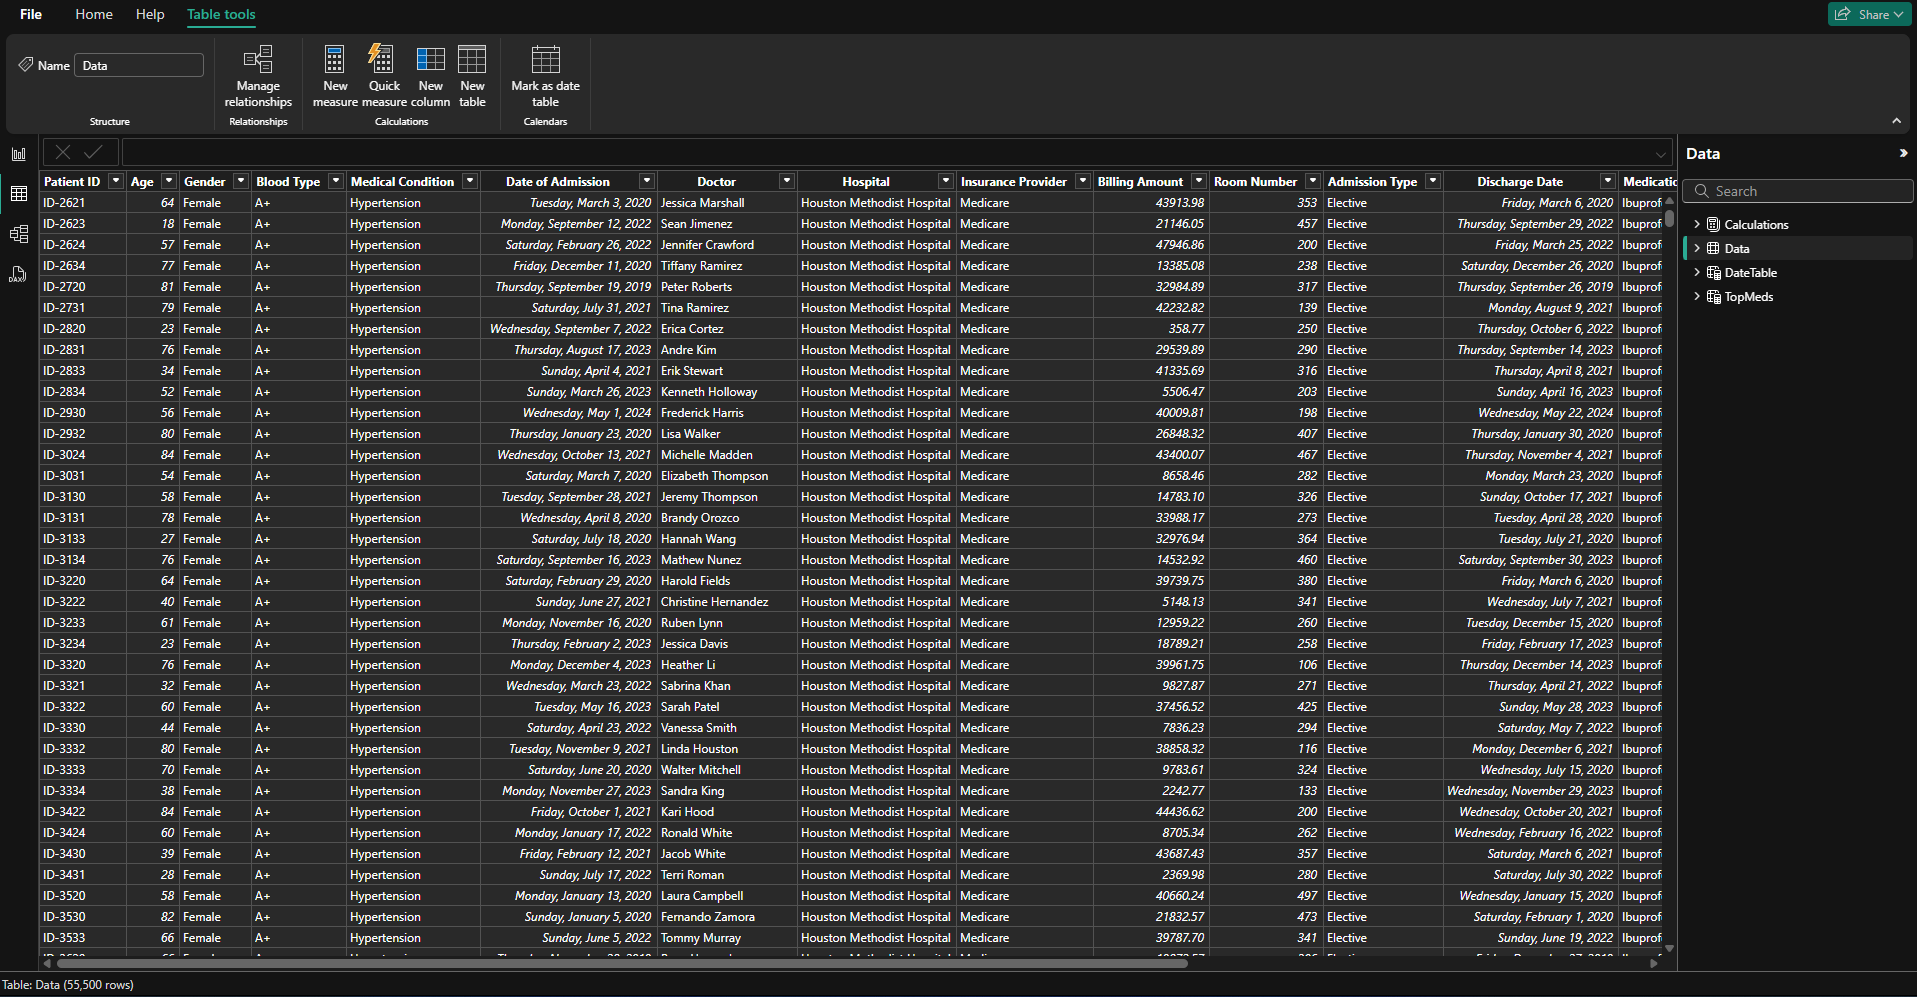 File Home Help Table tools Share
Name Data
Manage relationships
New measure
Quick measure
New column
New table
Mark as date table
Structure Relationships Calculations Calendars
Data
Search
Calculations
Data
DateTable
TopMeds
Patient ID Age Gender Blood Type Medical Condition Date of Admission Doctor Hospital Insurance Provider Billing Amount Room Number Admission Type Discharge Date
ID-2621 64 Female A+ Hypertension Tuesday, March 3, 2020 Jessica Marshall Houston Methodist Hospital Medicare 43913.98 353 Elective Friday, March 6, 2020
ID-2623 18 Female A+ Hypertension Monday, September 12, 2022 Sean Jimenez Houston Methodist Hospital Medicare 21146.05 457 Elective Thursday, September 29, 2022
ID-2624 57 Female A+ Hypertension Saturday, February 26, 2022 Jennifer Crawford Houston Methodist Hospital Medicare 47946.86 200 Elective Friday, March 25, 2022
ID-2634 77 Female A+ Hypertension Friday, December 11, 2020 Tiffany Ramirez Houston Methodist Hospital Medicare 13385.08 238 Elective Saturday, December 26, 2020
ID-2720 81 Female A+ Hypertension Thursday, September 19, 2019 Peter Roberts Houston Methodist Hospital Medicare 32984.89 317 Elective Thursday, September 26, 2019
ID-2731 79 Female A+ Hypertension Saturday, July 31, 2021 Tina Ramirez Houston Methodist Hospital Medicare 42232.82 139 Elective Monday, August 9, 2021
ID-2820 23 Female A+ Hypertension Wednesday, September 7, 2022 Erica Cortez Houston Methodist Hospital Medicare 358.77 250 Elective Thursday, October 6, 2022
ID-2831 76 Female A+ Hypertension Thursday, August 17, 2023 Andre Kim Houston Methodist Hospital Medicare 29539.89 290 Elective Thursday, September 14, 2023
ID-2833 34 Female A+ Hypertension Sunday, April 4, 2021 Erik Stewart Houston Methodist Hospital Medicare 41335.69 316 Elective Thursday, April 8, 2021
ID-2834 52 Female A+ Hypertension Sunday, March 26, 2023 Kenneth Holloway Houston Methodist Hospital Medicare 5506.47 203 Elective Sunday, April 16, 2023
ID-2930 56 Female A+ Hypertension Wednesday, May 1, 2024 Frederick Harris Houston Methodist Hospital Medicare 40009.81 198 Elective Wednesday, May 22, 2024
ID-2932 80 Female A+ Hypertension Thursday, January 23, 2020 Lisa Walker Houston Methodist Hospital Medicare 26848.32 407 Elective Thursday, January 30, 2020
ID-3024 84 Female A+ Hypertension Wednesday, October 13, 2021 Michelle Madden Houston Methodist Hospital Medicare 43400.07 467 Elective Thursday, November 4, 2021
ID-3031 54 Female A+ Hypertension Saturday, March 7, 2020 Elizabeth Thompson Houston Methodist Hospital Medicare 8658.46 282 Elective Monday, March 23, 2020
ID-3130 58 Female A+ Hypertension Tuesday, September 28, 2021 Jeremy Thompson Houston Methodist Hospital Medicare 14783.10 326 Elective Sunday, October 17, 2021
ID-3131 78 Female A+ Hypertension Wednesday, April 8, 2020 Brandy Orozco Houston Methodist Hospital Medicare 33988.17 273 Elective Tuesday, April 28, 2020
ID-3133 27 Female A+ Hypertension Saturday, July 18, 2020 Hannah Wang Houston Methodist Hospital Medicare 32976.94 364 Elective Tuesday, July 21, 2020
ID-3134 76 Female A+ Hypertension Saturday, September 16, 2023 Mathew Nunez Houston Methodist Hospital Medicare 14532.92 460 Elective Saturday, September 30, 2023
ID-3220 64 Female A+ Hypertension Saturday, February 29, 2020 Harold Fields Houston Methodist Hospital Medicare 39739.75 380 Elective Friday, March 6, 2020
ID-3222 40 Female A+ Hypertension Sunday, June 27, 2021 Christine Hernandez Houston Methodist Hospital Medicare 5148.13 341 Elective Wednesday, July 7, 2021
ID-3233 61 Female A+ Hypertension Monday, November 16, 2020 Ruben Lynn Houston Methodist Hospital Medicare 12959.22 260 Elective Tuesday, December 15, 2020
ID-3234 23 Female A+ Hypertension Thursday, February 2, 2023 Jessica Davis Houston Methodist Hospital Medicare 18789.21 258 Elective Friday, February 17, 2023
ID-3320 76 Female A+ Hypertension Monday, December 4, 2023 Heather Li Houston Methodist Hospital Medicare 39961.75 106 Elective Thursday, December 14, 2023
ID-3321 32 Female A+ Hypertension Wednesday, March 23, 2022 Sabrina Khan Houston Methodist Hospital Medicare 9827.87 271 Elective Thursday, April 21, 2022
ID-3322 60 Female A+ Hypertension Tuesday, May 16, 2023 Sarah Patel Houston Methodist Hospital Medicare 37456.52 425 Elective Sunday, May 28, 2023
ID-3330 44 Female A+ Hypertension Saturday, April 23, 2022 Vanessa Smith Houston Methodist Hospital Medicare 7836.23 294 Elective Saturday, May 7, 2022
ID-3332 80 Female A+ Hypertension Tuesday, November 9, 2021 Linda Houston Houston Methodist Hospital Medicare 38858.32 116 Elective Monday, December 6, 2021
ID-3333 70 Female A+ Hypertension Saturday, June 20, 2020 Walter Mitchell Houston Methodist Hospital Medicare 9783.61 324 Elective Wednesday, July 15, 2020
ID-3334 38 Female A+ Hypertension Monday, November 27, 2023 Sandra King Houston Methodist Hospital Medicare 2242.77 133 Elective Wednesday, November 29, 2023
ID-3422 84 Female A+ Hypertension Friday, October 1, 2021 Kari Hood Houston Methodist Hospital Medicare 44436.62 200 Elective Wednesday, October 20, 2021
ID-3424 60 Female A+ Hypertension Monday, January 17, 2022 Ronald White Houston Methodist Hospital Medicare 8705.34 262 Elective Wednesday, February 16, 2022
ID-3430 39 Female A+ Hypertension Friday, February 12, 2021 Jacob White Houston Methodist Hospital Medicare 43687.43 357 Elective Saturday, March 6, 2021
ID-3431 28 Female A+ Hypertension Sunday, July 17, 2022 Terri Roman Houston Methodist Hospital Medicare 2369.98 280 Elective Saturday, July 30, 2022
ID-3520 58 Female A+ Hypertension Monday, January 13, 2020 Laura Campbell Houston Methodist Hospital Medicare 40660.24 497 Elective Wednesday, January 15, 2020
ID-3530 82 Female A+ Hypertension Sunday, January 5, 2020 Fernando Zamora Houston Methodist Hospital Medicare 21832.57 473 Elective Saturday, February 1, 2020
ID-3533 66 Female A+ Hypertension Sunday, June 5, 2022 Tommy Murray Houston Methodist Hospital Medicare 39787.70 341 Elective Sunday, June 19, 2022
Table: Data (55,500 rows)